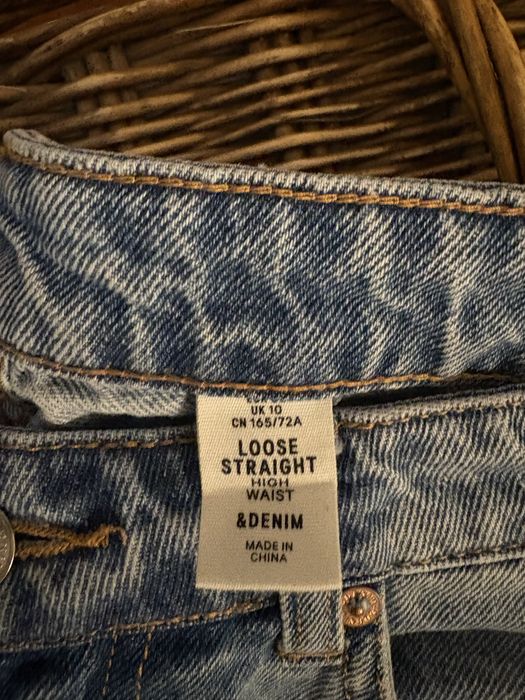 UK 10
CN 165/72A
LOOSE
STRAIGHT
HIGH
WAIST
&DENIM
MADE IN
CHINA